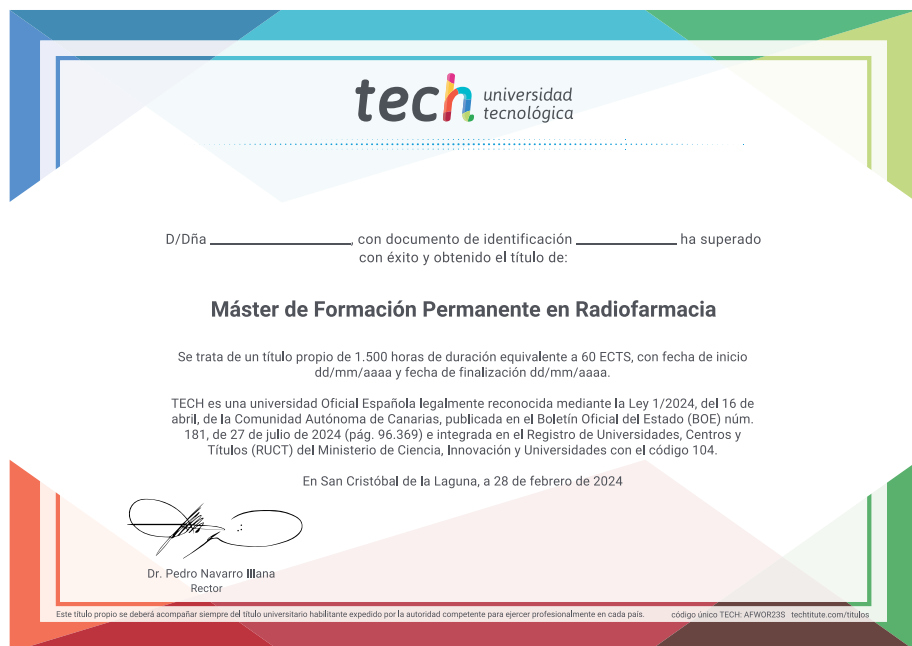 tech universidad
tecnológica
D/Dña ____________________, con documento de identificación ______________ ha superado
con éxito y obtenido el título de:
Máster de Formación Permanente en Radiofarmacia
Se trata de un título propio de 1.500 horas de duración equivalente a 60 ECTS, con fecha de inicio
dd/mm/aaaa y fecha de finalización dd/mm/aaaa.
TECH es una universidad Oficial Española legalmente reconocida mediante la Ley 1/2024, del 16 de
abril, de la Comunidad Autónoma de Canarias, publicada en el Boletín Oficial del Estado (BOE) núm.
181, de 27 de julio de 2024 (pág. 96.369) e integrada en el Registro de Universidades, Centros y
Títulos (RUCT) del Ministerio de Ciencia, Innovación y Universidades con el código 104.
En San Cristóbal de la Laguna, a 28 de febrero de 2024
Dr. Pedro Navarro Illana
Rector
Este título propio se deberá acompañar siempre del título universitario habilitante expedido por la autoridad competente para ejercer profesionalmente en cada país. código único TECH: AFWOR23S techtitute.com/titulos